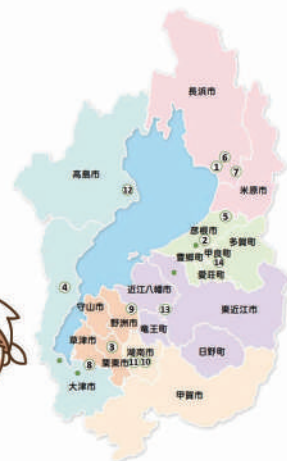 長浜市
⑥
①
⑦
高島市
⑫
米原市
⑤
彦根市
②
多賀町
豊郷町
甲良町
⑭
愛荘町
④
近江八幡市
守山市
⑨
⑬
東近江市
野洲市
竜王町
草津市
③
湖南市
日野町
栗東市
⑪⑩
⑧
大津市
甲賀市